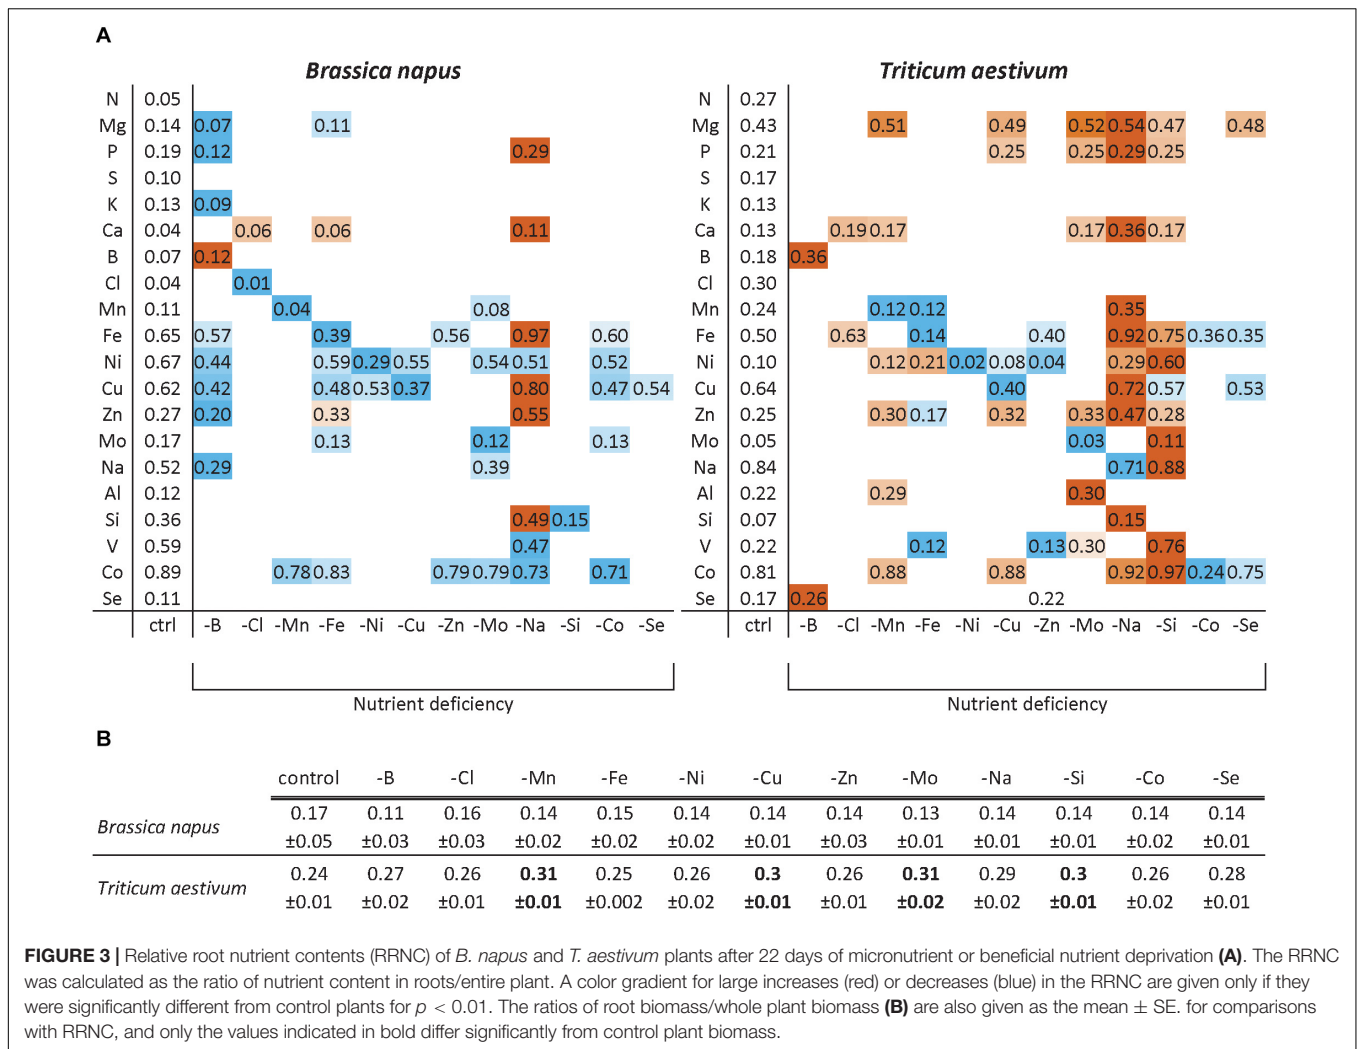 A
Brassica napus Triticum aestivum
N 0.05 N 0.27
Mg 0.14 0.07 0.11 Mg 0.43 0.51 0.49 0.52 0.54 0.47 0.48
P 0.19 0.12 0.29 P 0.21 0.25 0.25 0.29 0.25
S 0.10 S 0.17
K 0.13 0.09 K 0.13
Ca 0.04 0.06 0.06 0.11 Ca 0.13 0.19 0.17 0.17 0.36 0.17
B 0.07 0.12 B 0.18 0.36
Cl 0.04 0.01 Cl 0.30
Mn 0.11 0.04 0.08 Mn 0.24 0.12 0.12 0.35
Fe 0.65 0.57 0.39 0.56 0.97 0.60 Fe 0.50 0.63 0.14 0.40 0.92 0.75 0.36 0.35
Ni 0.67 0.44 0.59 0.29 0.55 0.54 0.51 0.52 Ni 0.10 0.12 0.21 0.02 0.08 0.04 0.29 0.60
Cu 0.62 0.42 0.48 0.53 0.37 0.80 0.47 0.54 Cu 0.64 0.40 0.72 0.57 0.53
Zn 0.27 0.20 0.33 0.55 Zn 0.25 0.30 0.17 0.32 0.33 0.47 0.28
Mo 0.17 0.13 0.12 0.13 Mo 0.05 0.03 0.11
Na 0.52 0.29 0.39 Na 0.84 0.71 0.88
Al 0.12 Al 0.22 0.29 0.30
Si 0.36 0.49 0.15 Si 0.07 0.15
V 0.59 0.47 V 0.22 0.12 0.13 0.30 0.76
Co 0.89 0.78 0.83 0.79 0.79 0.73 0.71 Co 0.81 0.88 0.88 0.92 0.97 0.24 0.75
Se 0.11 Se 0.17 0.26 0.22
ctrl -B -Cl -Mn -Fe -Ni -Cu -Zn -Mo -Na -Si -Co -Se ctrl -B -Cl -Mn -Fe -Ni -Cu -Zn -Mo -Na -Si -Co -Se
Nutrient deficiency Nutrient deficiency
B
control -B -Cl -Mn -Fe -Ni -Cu -Zn -Mo -Na -Si -Co -Se
Brassica napus
0.17 0.11 0.16 0.14 0.15 0.14 0.14 0.14 0.13 0.14 0.14 0.14 0.14
±0.05 ±0.03 ±0.03 ±0.02 ±0.02 ±0.02 ±0.01 ±0.03 ±0.01 ±0.01 ±0.01 ±0.02 ±0.01
Triticum aestivum
0.24 0.27 0.26 0.31 0.25 0.26 0.3 0.26 0.31 0.29 0.3 0.26 0.28
±0.01 ±0.02 ±0.01 ±0.01 ±0.002 ±0.02 ±0.01 ±0.01 ±0.02 ±0.02 ±0.01 ±0.02 ±0.01
FIGURE 3 | Relative root nutrient contents (RRNC) of B. napus and T. aestivum plants after 22 days of micronutrient or beneficial nutrient deprivation (A). The RRNC
was calculated as the ratio of nutrient content in roots/entire plant. A color gradient for large increases (red) or decreases (blue) in the RRNC are given only if they
were significantly different from control plants for p < 0.01. The ratios of root biomass/whole plant biomass (B) are also given as the mean ± SE. for comparisons
with RRNC, and only the values indicated in bold differ significantly from control plant biomass.